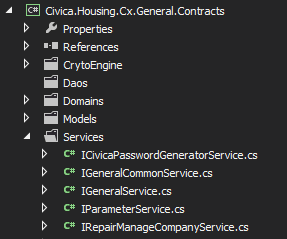 C# Civica.Housing.Cx.General.Contracts
Properties
References
CrytoEngine
Daos
Domains
Models
Services
C# ICivicaPasswordGeneratorService.cs
C# IGeneralCommonService.cs
C# IGeneralService.cs
C# IParameterService.cs
C# IRepairManageCompanyService.cs